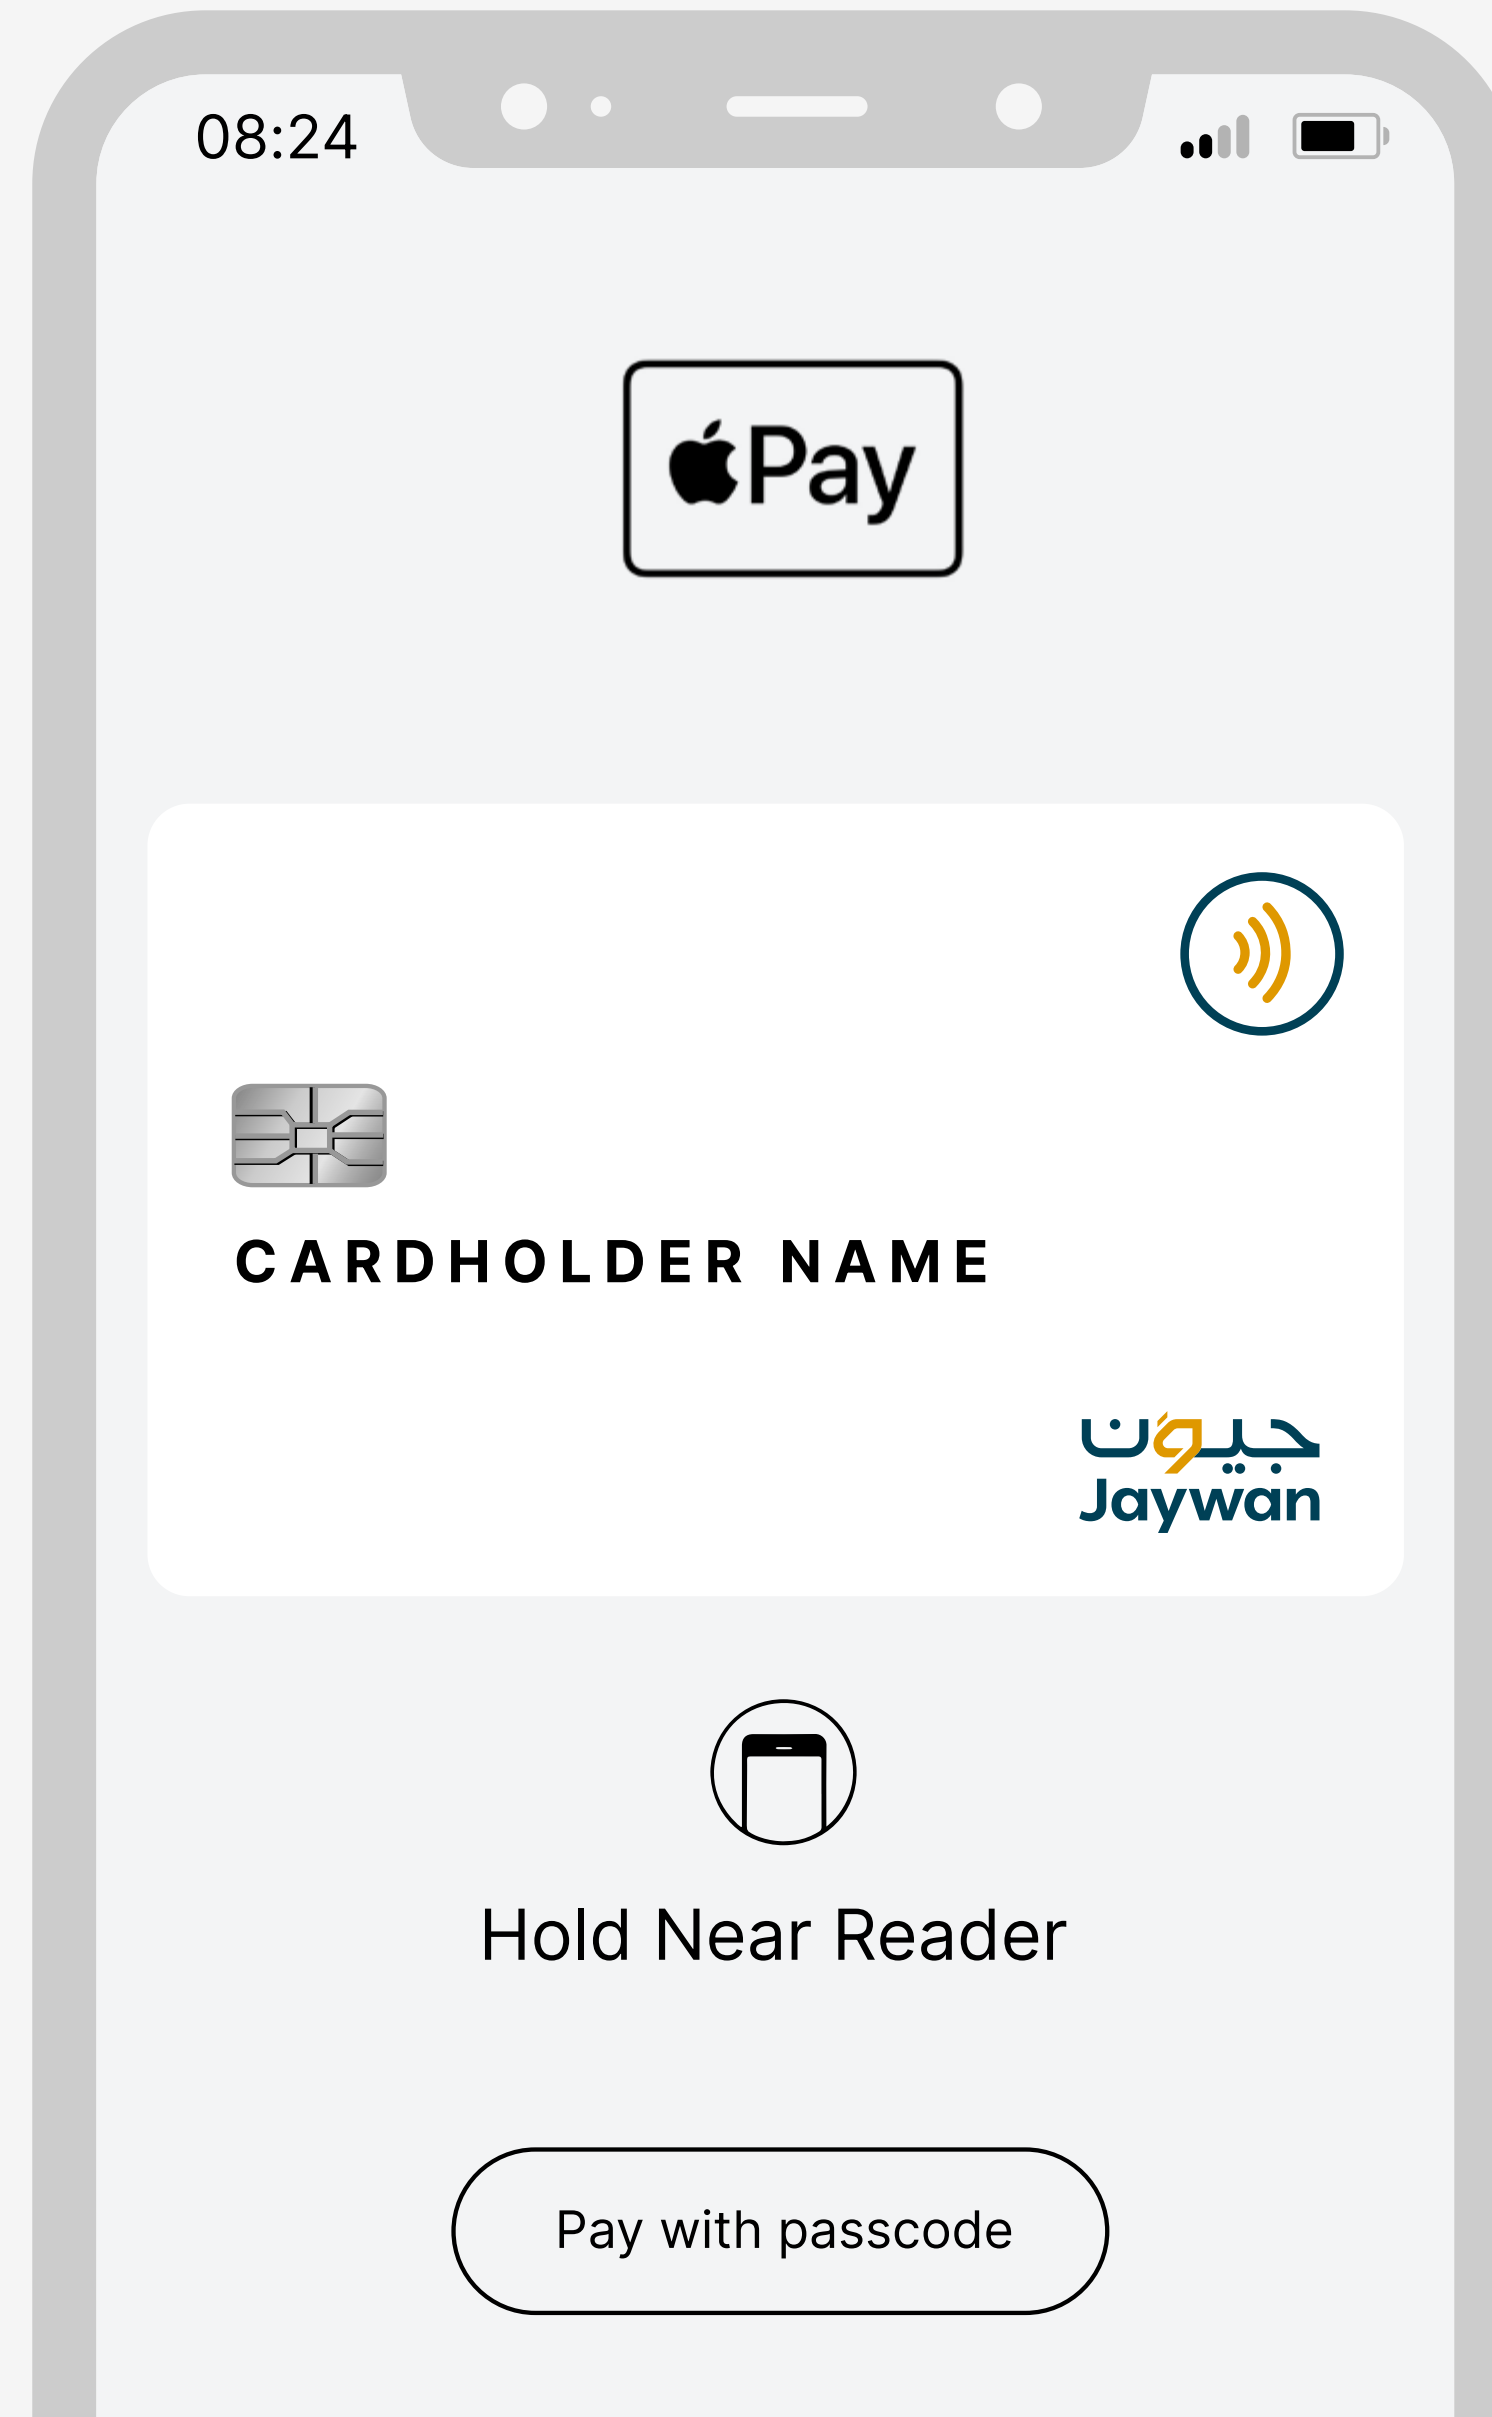 08:24
Pay
CARDHOLDER NAME
جيون
Jaywan
Hold Near Reader
Pay with passcode